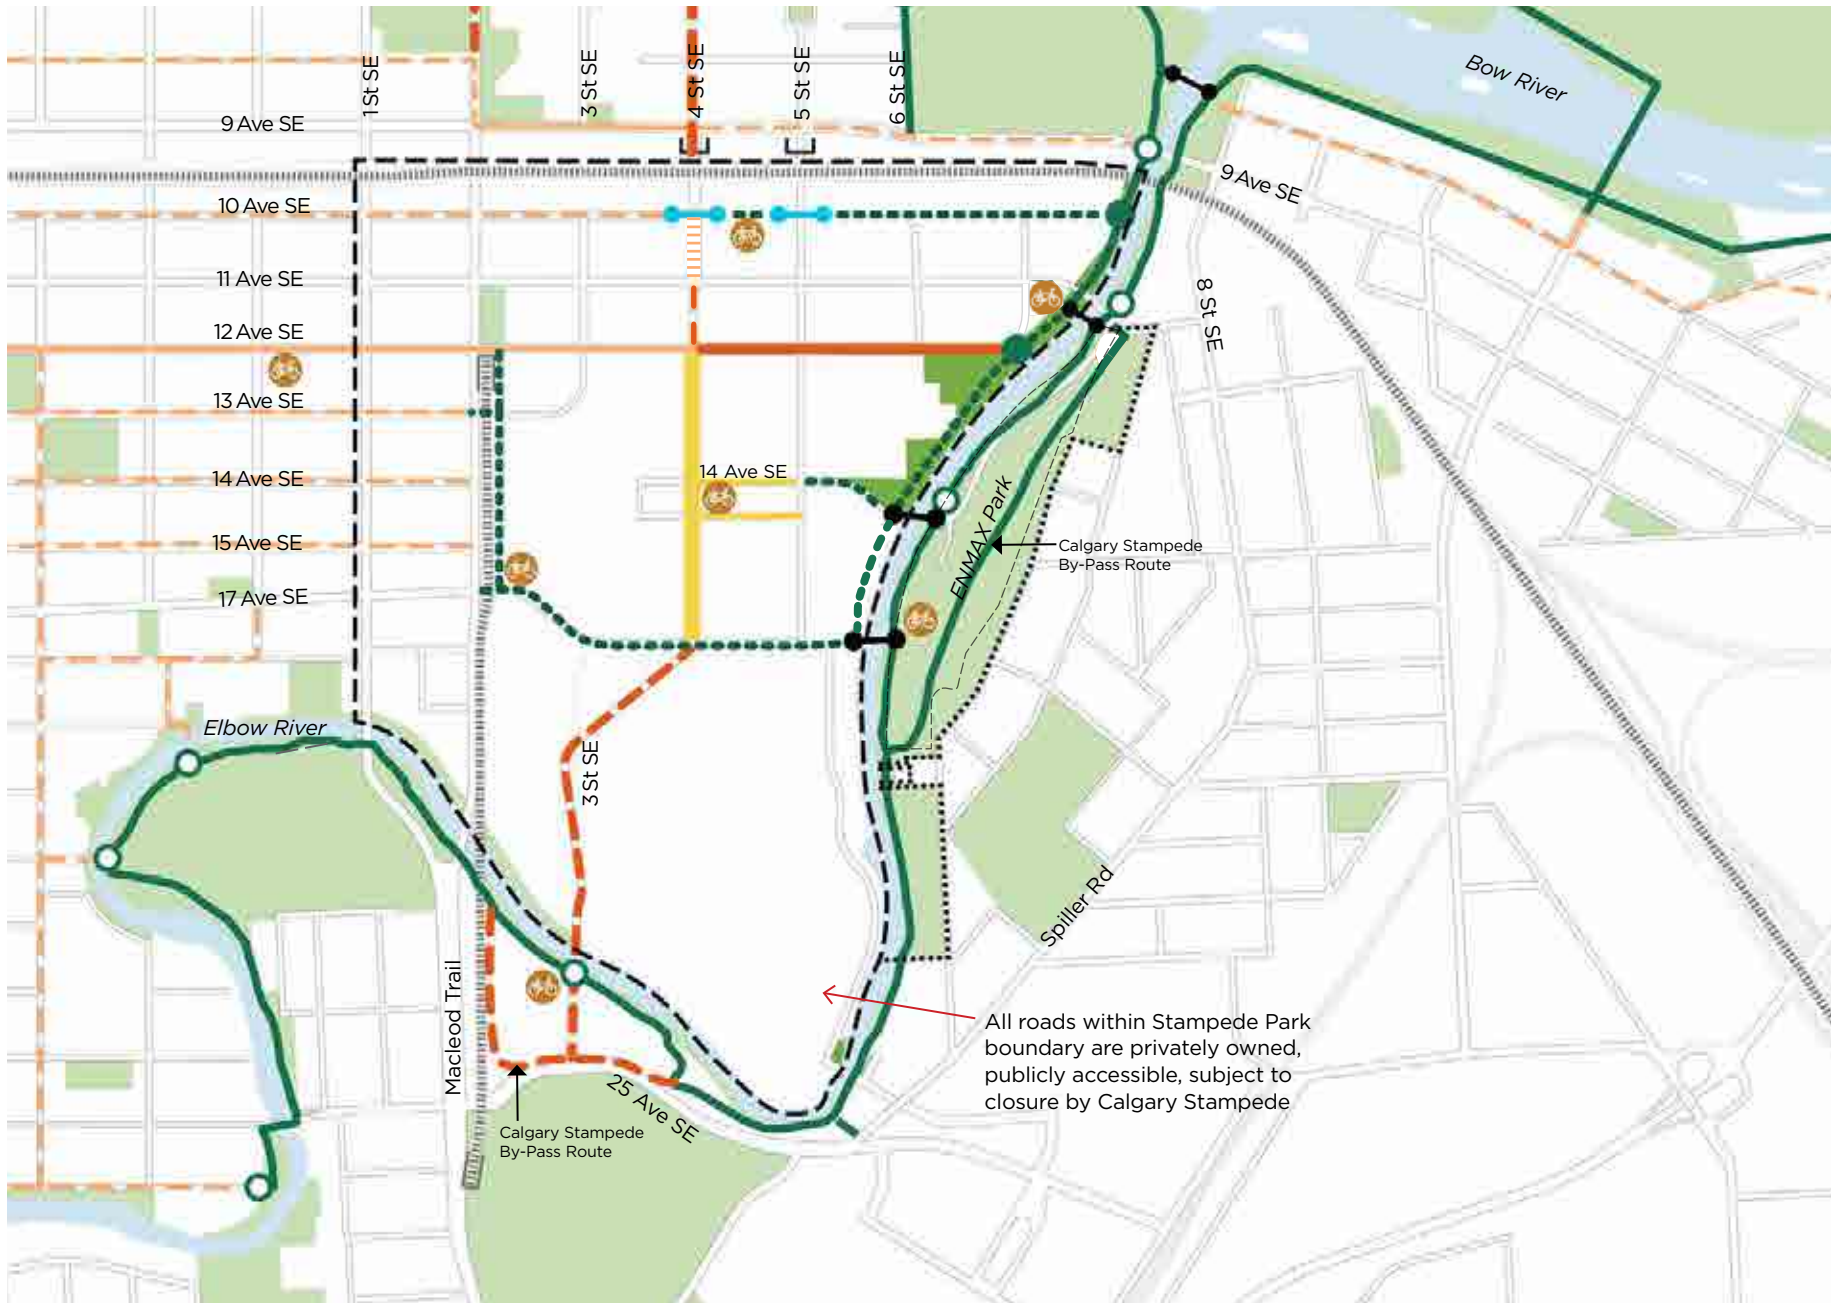 1 St SE
3 St SE
4 St SE
5 St SE
6 St SE
Bow River
9 Ave SE
9 Ave SE
10 Ave SE
11 Ave SE
8 St SE
12 Ave SE
13 Ave SE
14 Ave SE
14 Ave SE
ENMAX Park
15 Ave SE
Calgary Stampede
By-Pass Route
17 Ave SE
Elbow River
3 St SE
Spiller Rd
Macleod Trail
All roads within Stampede Park
boundary are privately owned,
publicly accessible, subject to
closure by Calgary Stampede
25 Ave SE
Calgary Stampede
By-Pass Route